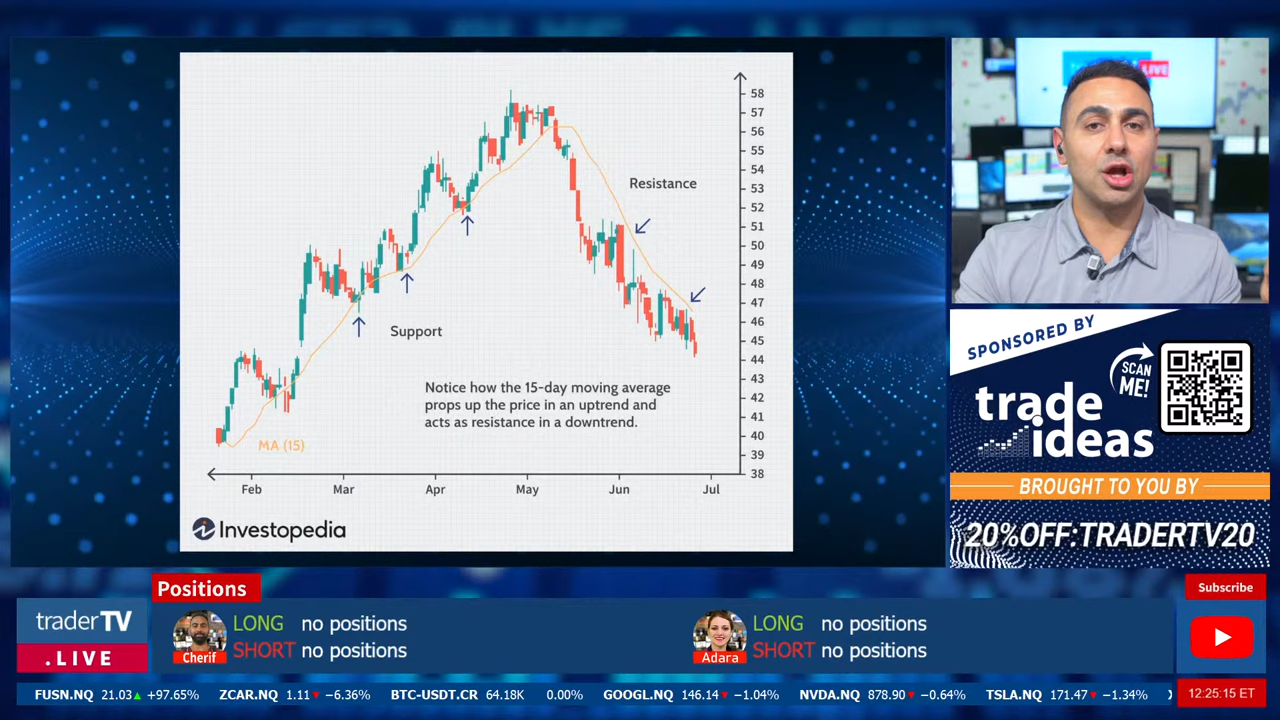 58
57
56
55
54
53
52
51
50
49
48
47
46
45
44
43
42
41
40
39
38
Resistance
Support
Notice how the 15-day moving average
props up the price in an uptrend and
acts as resistance in a downtrend.
MA (15)
Feb Mar Apr May Jun Jul
Investopedia
LIVE
SPONSORED BY
SCAN
ME!
trade
ideas
BROUGHT TO YOU BY
20%OFF:TRADERTV20
Positions
Subscribe
traderTV
.LIVE
Cherif
LONG no positions
SHORT no positions
Adara
LONG no positions
SHORT no positions
FUSN.NQ 21.03▲ +97.65% ZCAR.NQ 1.11▼ −6.36% BTC-USDT.CR 64.18K 0.00% GOOGL.NQ 146.14▼ −1.04% NVDA.NQ 878.90▼ −0.64% TSLA.NQ 171.47▼ −1.34%
12:25:15 ET